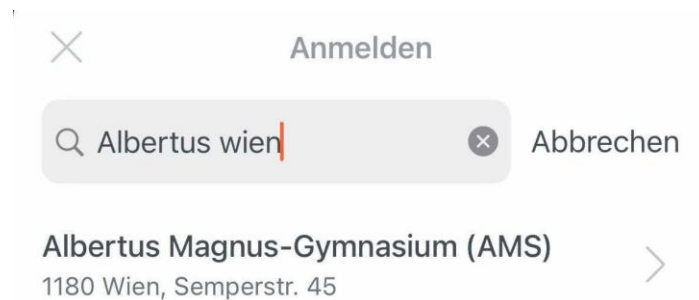 Anmelden
Albertus wien
Abbrechen
Albertus Magnus-Gymnasium (AMS)
1180 Wien, Semperstr. 45